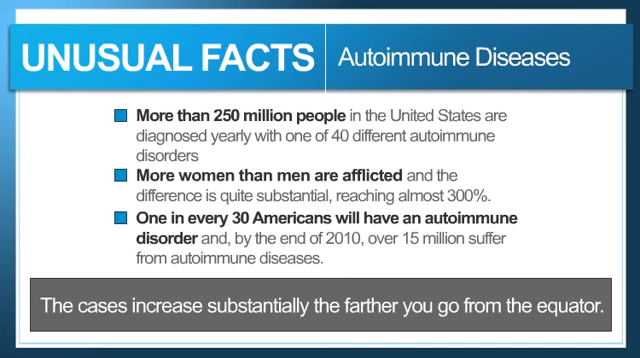 UNUSUAL FACTS
Autoimmune Diseases
More than 250 million people in the United States are
diagnosed yearly with one of 40 different autoimmune
disorders
More women than men are afflicted and the
difference is quite substantial, reaching almost 300%.
One in every 30 Americans will have an autoimmune
disorder and, by the end of 2010, over 15 million suffer
from autoimmune diseases.
The cases increase substantially the farther you go from the equator.